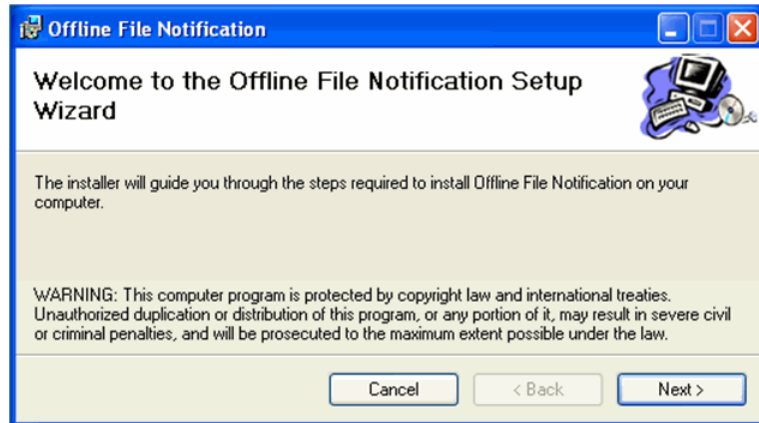 Offline File Notification
Welcome to the Offline File Notification Setup
Wizard
The installer will guide you through the steps required to install Offline File Notification on your
computer.
WARNING: This computer program is protected by copyright law and international treaties.
Unauthorized duplication or distribution of this program, or any portion of it, may result in severe civil
or criminal penalties, and will be prosecuted to the maximum extent possible under the law.
Cancel
< Back
Next >